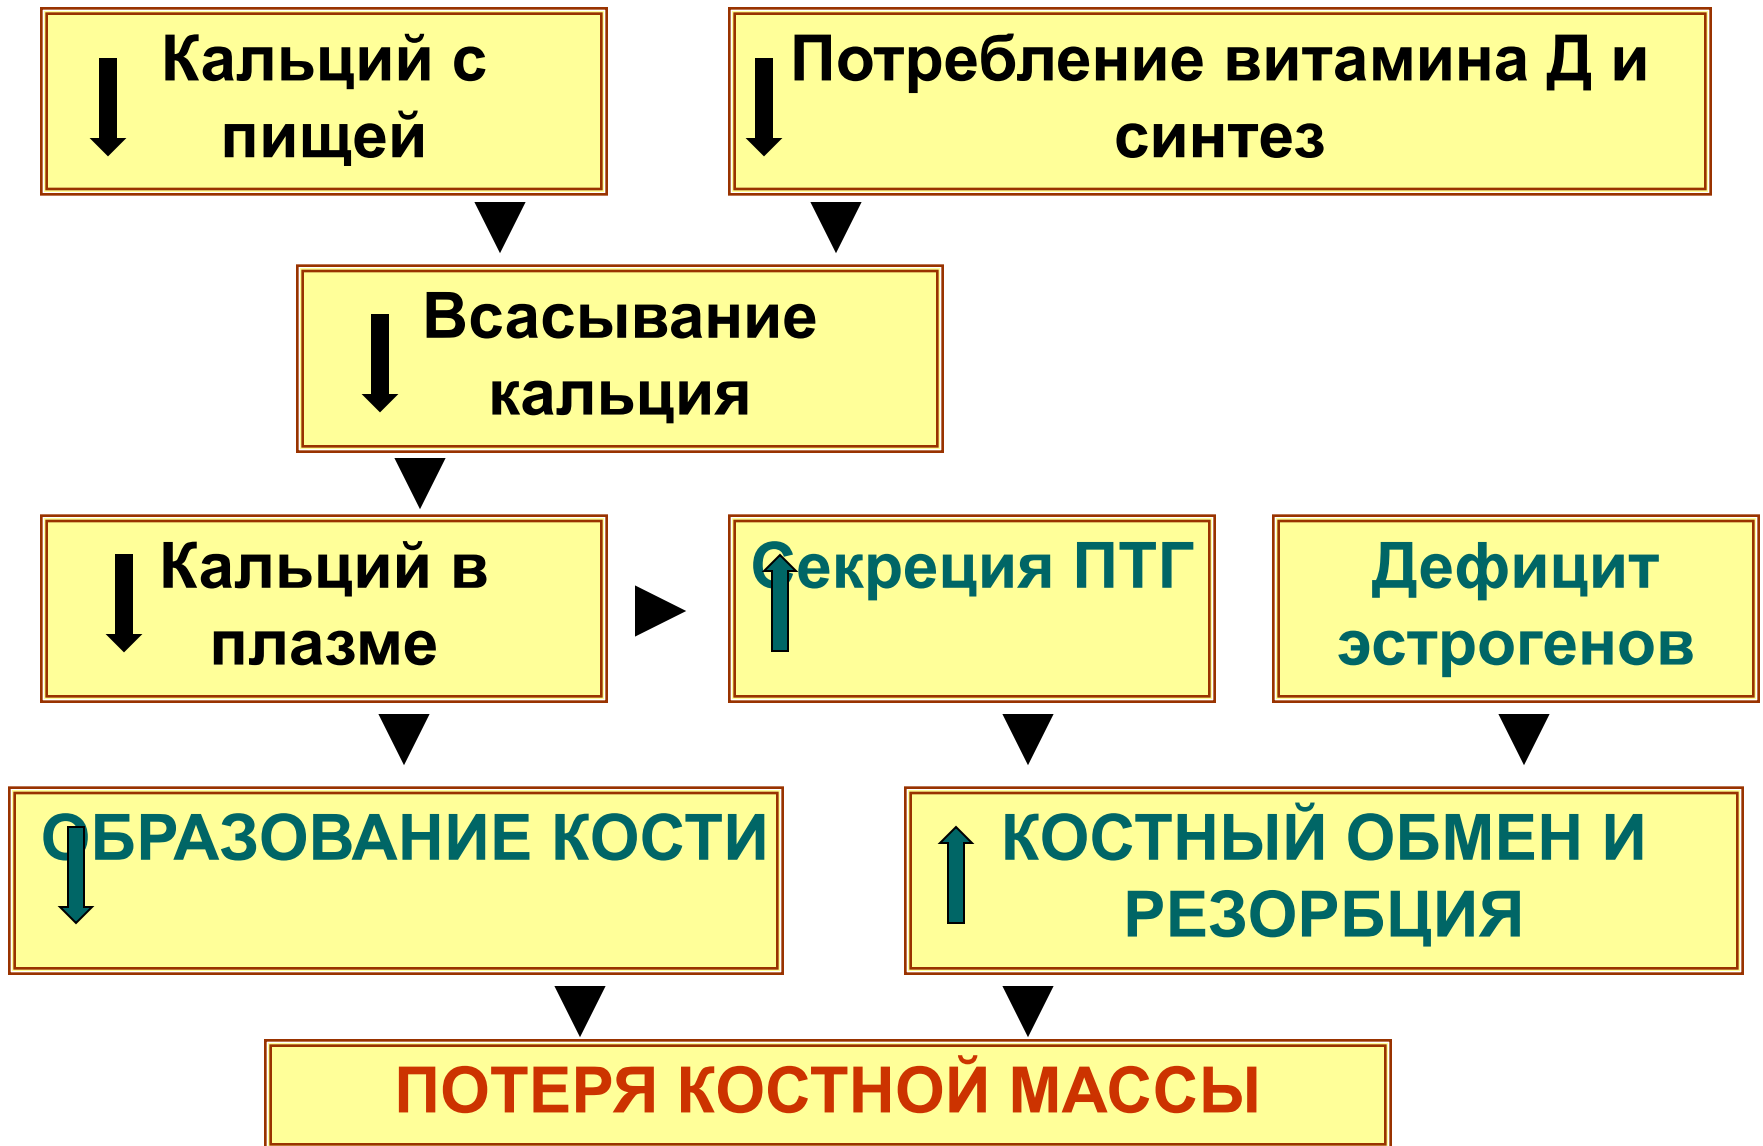 Кальций с
пищей
Потребление витамина Д и
синтез
Всасывание
кальция
Кальций в
плазме
Секреция ПТГ
Дефицит
эстрогенов
ОБРАЗОВАНИЕ КОСТИ
КОСТНЫЙ ОБМЕН И
РЕЗОРБЦИЯ
ПОТЕРЯ КОСТНОЙ МАССЫ